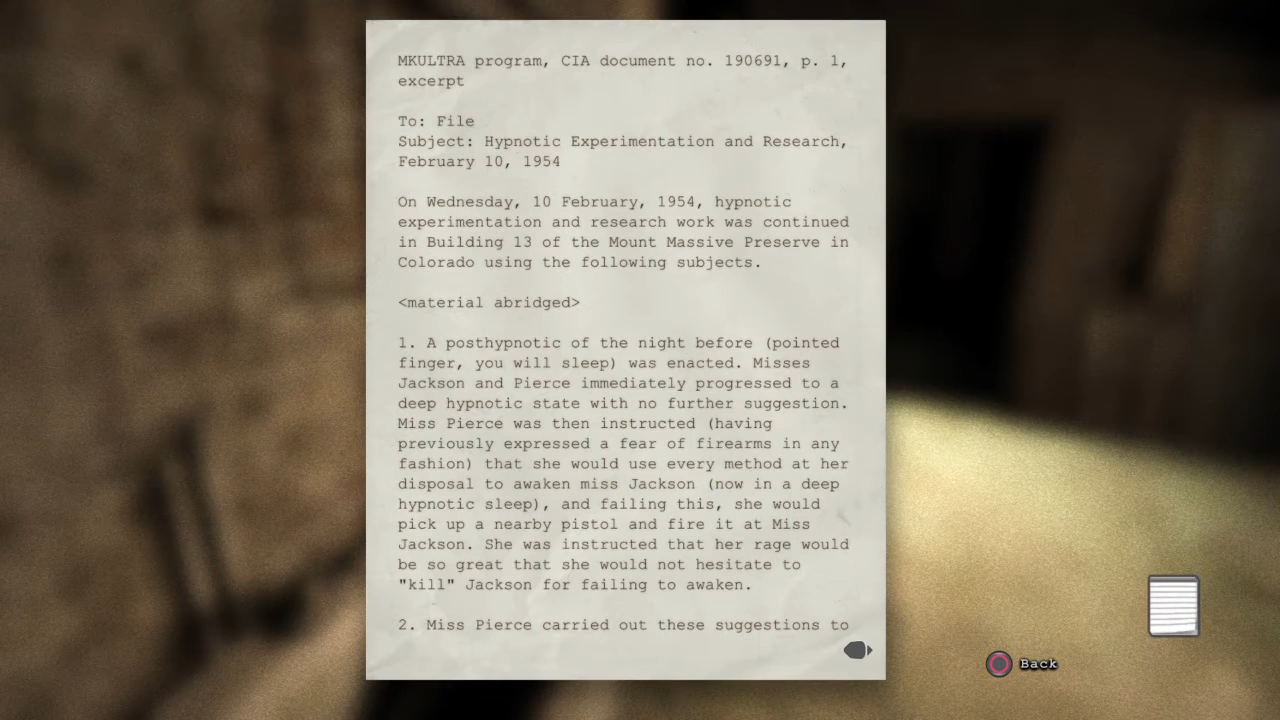 MKULTRA program, CIA document no. 190691, p. 1,
excerpt
To: File
Subject: Hypnotic Experimentation and Research,
February 10, 1954
On Wednesday, 10 February, 1954, hypnotic
experimentation and research work was continued
in Building 13 of the Mount Massive Preserve in
Colorado using the following subjects.
<material abridged>
1. A posthypnotic of the night before (pointed
finger, you will sleep) was enacted. Misses
Jackson and Pierce immediately progressed to a
deep hypnotic state with no further suggestion.
Miss Pierce was then instructed (having
previously expressed a fear of firearms in any
fashion) that she would use every method at her
disposal to awaken miss Jackson (now in a deep
hypnotic sleep), and failing this, she would
pick up a nearby pistol and fire it at Miss
Jackson. She was instructed that her rage would
be so great that she would not hesitate to
"kill" Jackson for failing to awaken.
2. Miss Pierce carried out these suggestions to
Back